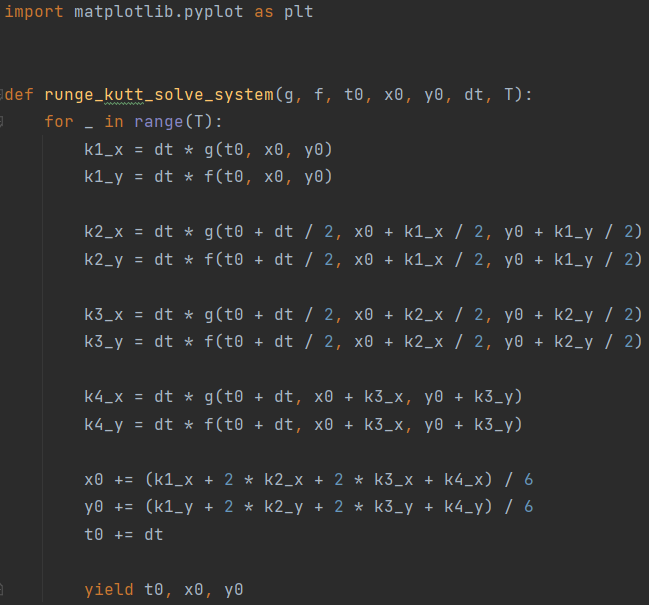 import matplotlib.pyplot as plt
def runge_kutt_solve_system(g, f, t0, x0, y0, dt, T):
    for _ in range(T):
        k1_x = dt * g(t0, x0, y0)
        k1_y = dt * f(t0, x0, y0)
        k2_x = dt * g(t0 + dt / 2, x0 + k1_x / 2, y0 + k1_y / 2)
        k2_y = dt * f(t0 + dt / 2, x0 + k1_x / 2, y0 + k1_y / 2)
        k3_x = dt * g(t0 + dt / 2, x0 + k2_x / 2, y0 + k2_y / 2)
        k3_y = dt * f(t0 + dt / 2, x0 + k2_x / 2, y0 + k2_y / 2)
        k4_x = dt * g(t0 + dt, x0 + k3_x, y0 + k3_y)
        k4_y = dt * f(t0 + dt, x0 + k3_x, y0 + k3_y)
        x0 += (k1_x + 2 * k2_x + 2 * k3_x + k4_x) / 6
        y0 += (k1_y + 2 * k2_y + 2 * k3_y + k4_y) / 6
        t0 += dt
        yield t0, x0, y0